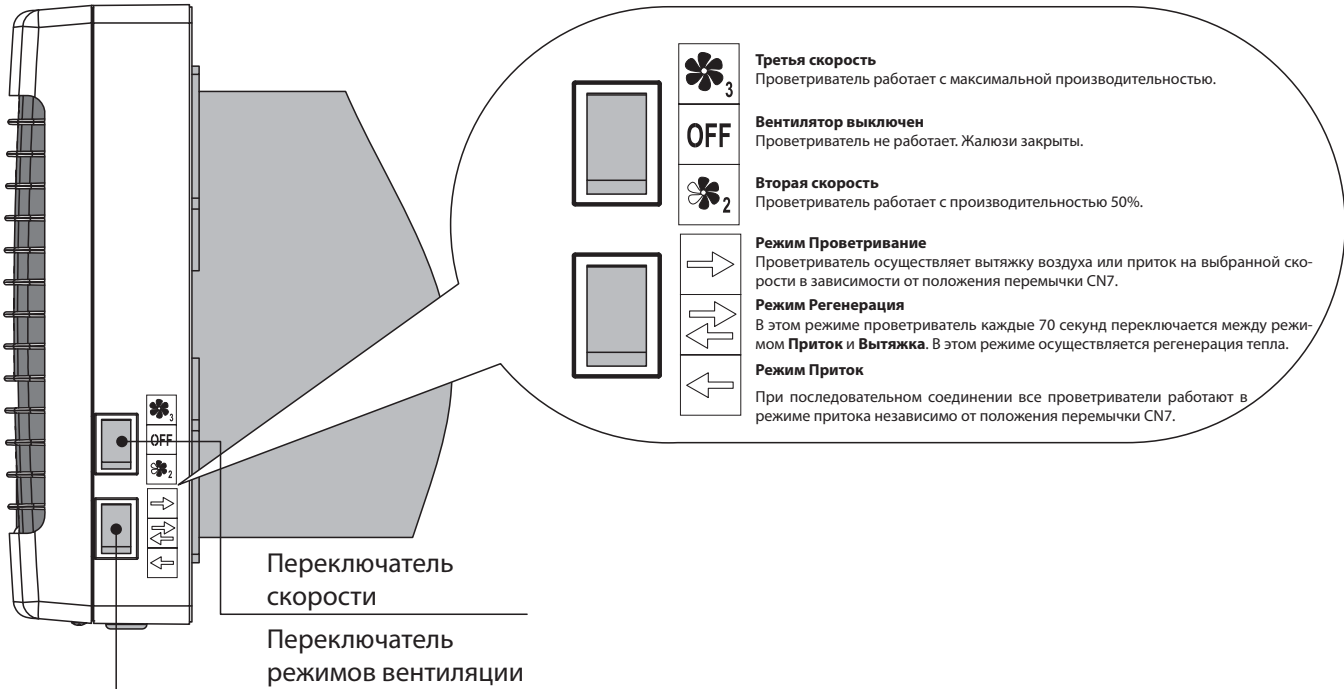 3
Третья скорость
Проветриватель работает с максимальной производительностью.
OFF
Вентилятор выключен
Проветриватель не работает. Жалюзи закрыты.
2
Вторая скорость
Проветриватель работает с производительностью 50%.
Режим Проветривание
Проветриватель осуществляет вытяжку воздуха или приток на выбранной ско-
рости в зависимости от положения перемычки CN7.
Режим Регенерация
В этом режиме проветриватель каждые 70 секунд переключается между режи-
мом Приток и Вытяжка. В этом режиме осуществляется регенерация тепла.
Режим Приток
При последовательном соединении все проветриватели работают в
режиме притока независимо от положения перемычки CN7.
3
OFF
2
Переключатель
скорости
Переключатель
режимов вентиляции